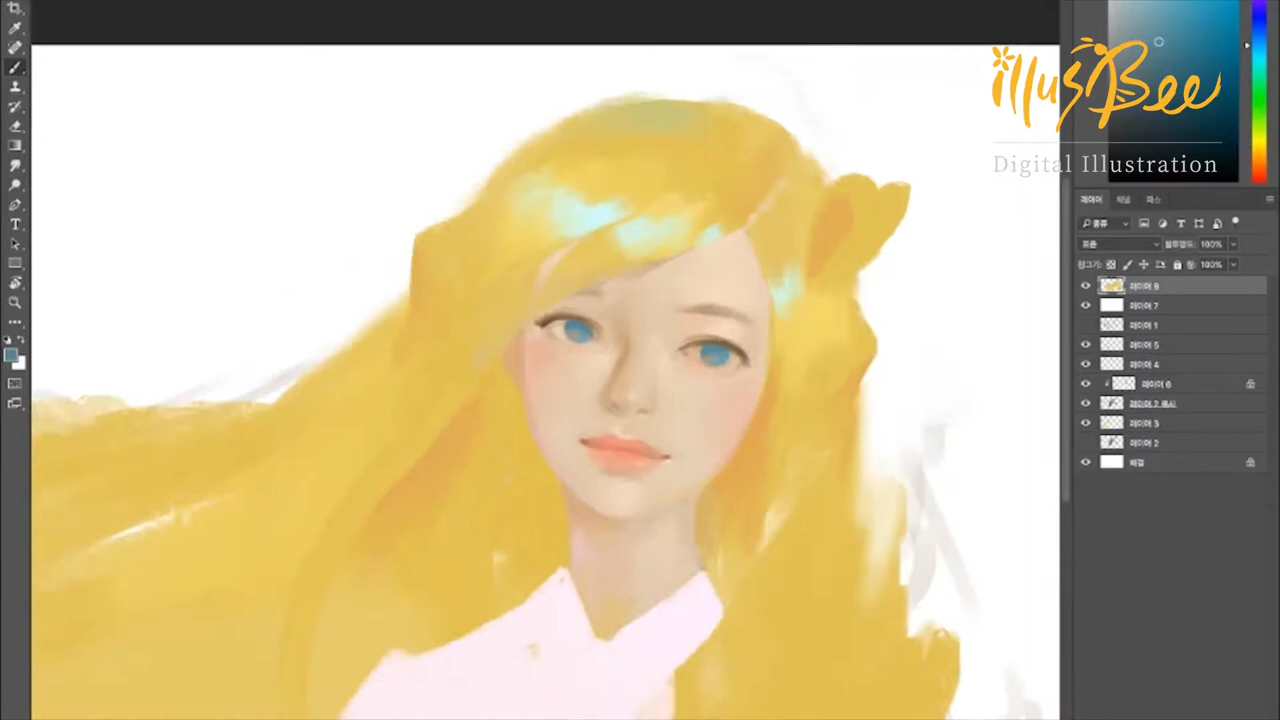 illusBee
Digital Illustration
레이어 채널 패스
종류
표준 불투명도: 100%
잠그기: 칠: 100%
레이어 8
레이어 7
레이어 1
레이어 5
레이어 4
레이어 6
레이어 2 복사
레이어 3
레이어 2
배경
T